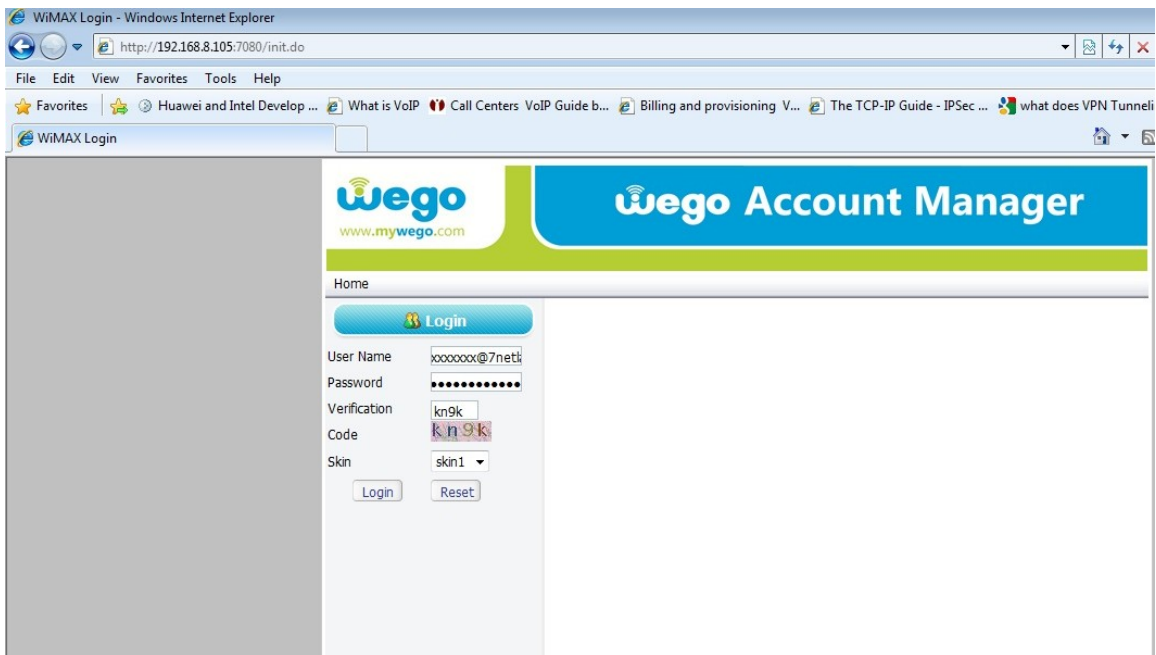 WiMAX Login - Windows Internet Explorer
http://192.168.8.105:7080/init.do
File Edit View Favorites Tools Help
Favorites Huawei and Intel Develop ... What is VoIP Call Centers VoIP Guide b... Billing and provisioning V... The TCP-IP Guide - IPSec ... what does VPN Tunneli
WiMAX Login
wego
www.mywego.com
wego Account Manager
Home
Login
User Name xxxxxxx@7netl
Password ••••••••••••
Verification kn9k
Code kn9k
Skin skin1
Login Reset